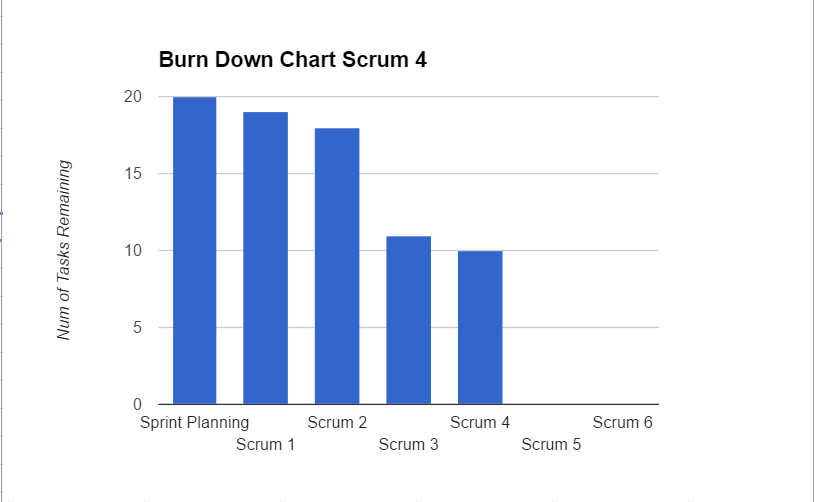 Burn Down Chart Scrum 4
Num of Tasks Remaining
20
15
10
5
0
Sprint Planning
Scrum 1
Scrum 2
Scrum 3
Scrum 4
Scrum 5
Scrum 6